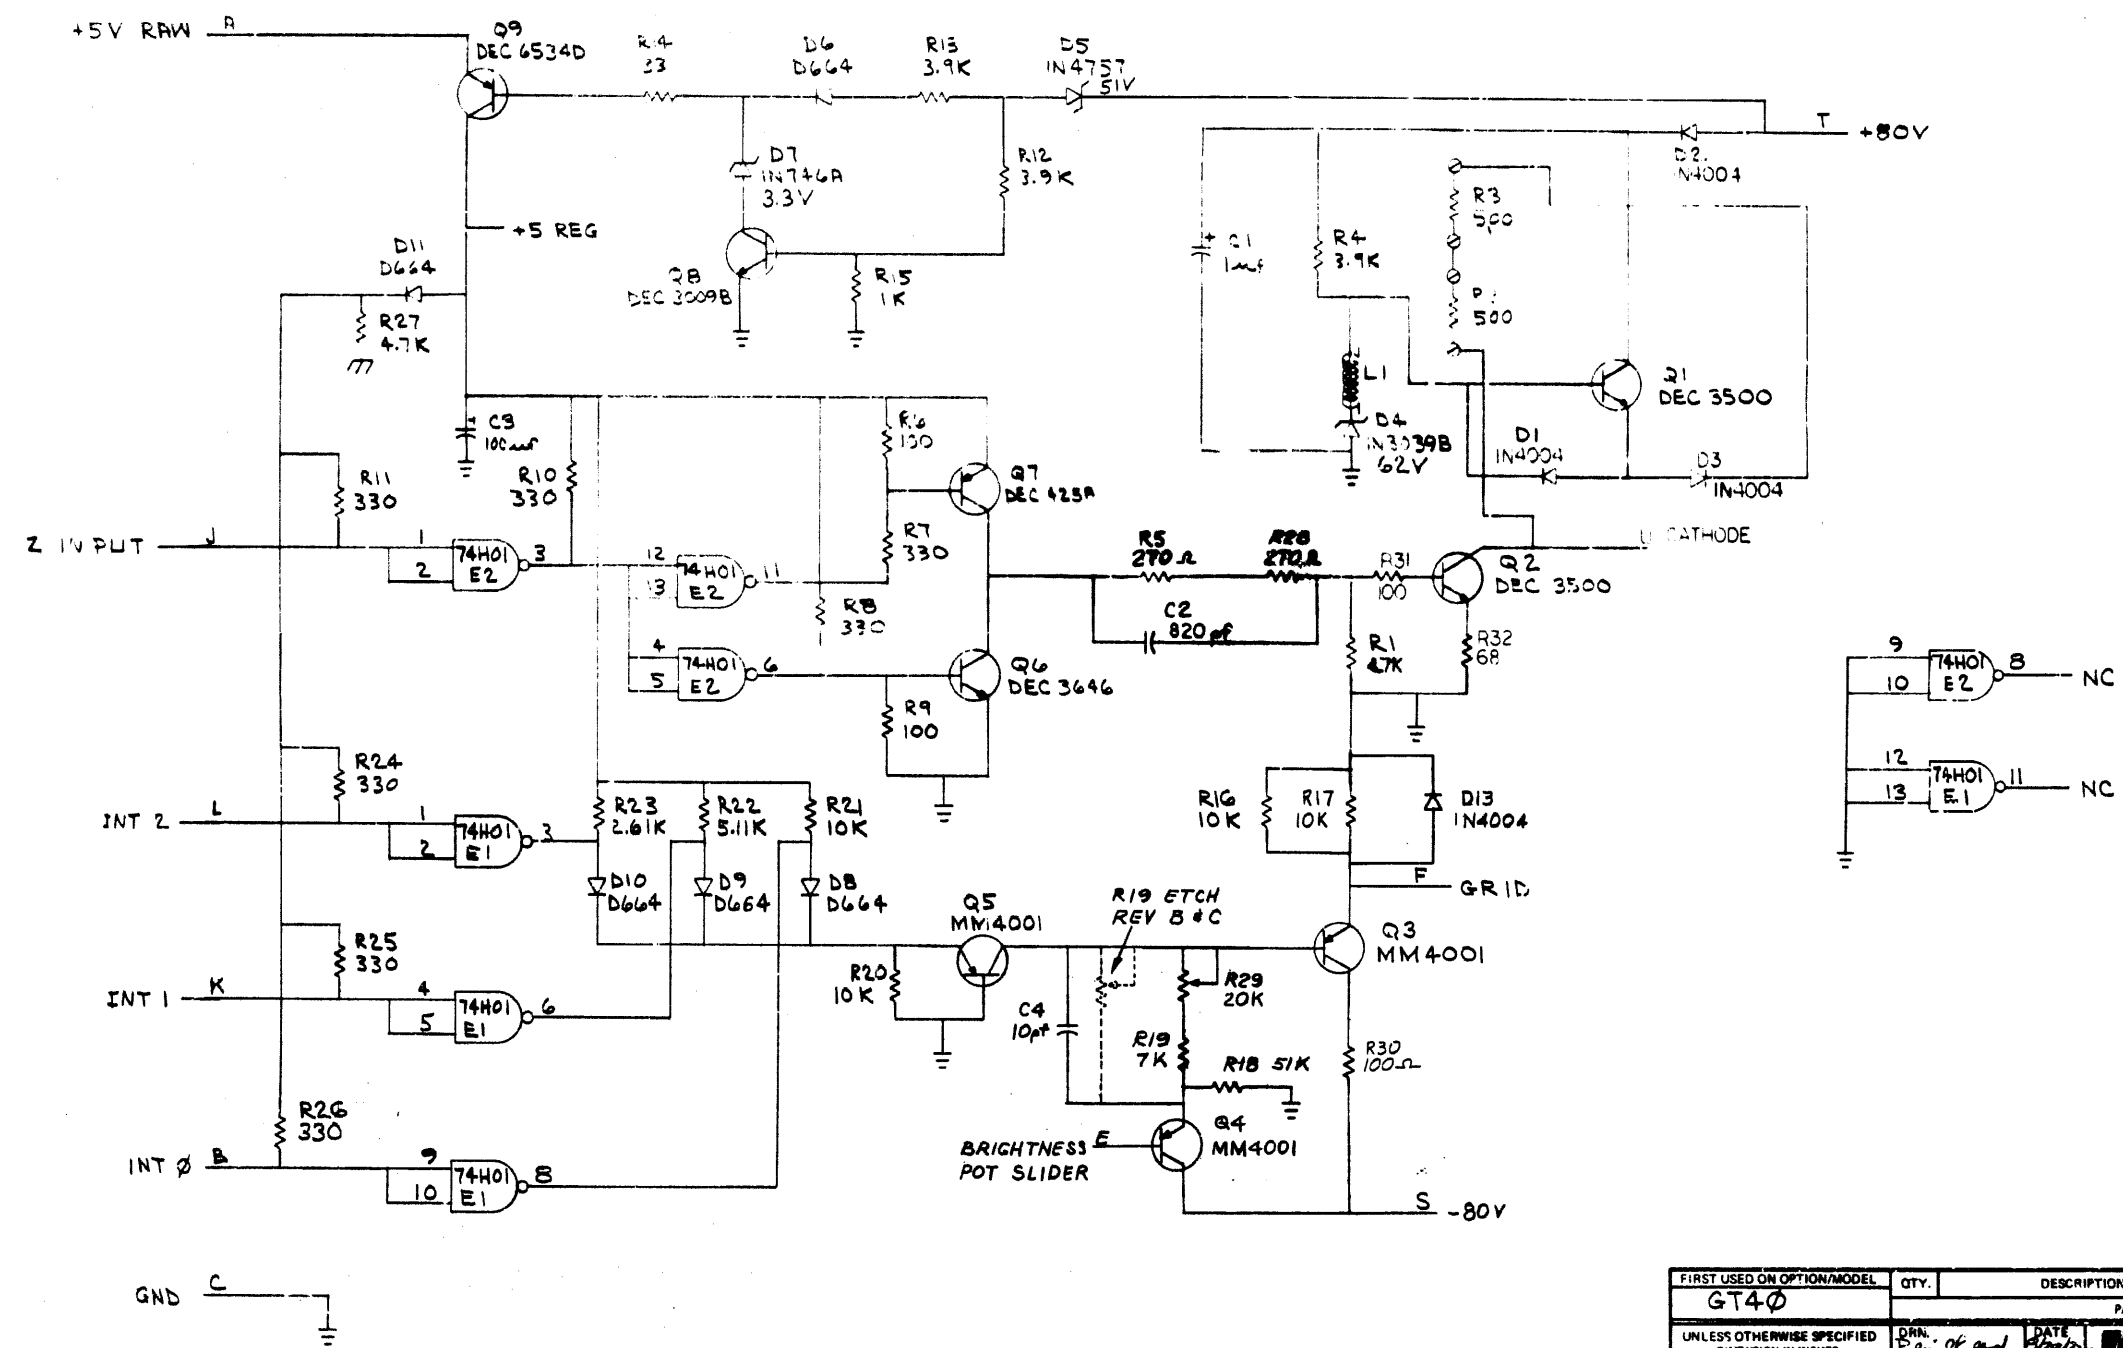 +5V RAW A
Q9
DEC 6534D
R14
33
D6
D664
R13
3.9K
D5
IN4757
51V
T +80V
D2
IN4004
D7
IN746A
3.3V
R12
3.9K
R3
500
+5 REG
C1
R4
3.9K
D11
D664
Q8
DEC 3009B
R15
1K
500
R27
4.7K
L1
Q1
DEC 3500
C3
R6
100
D4
IN3039B
62V
D1
IN4004
D3
IN4004
R11
330
R10
330
Q7
R7
330
Z INPUT J
1
2
74H01
E2
3
12
13
74H01
E2
11
R5
270Ω
R28
270Ω
R31
100
U CATHODE
Q2
DEC 3500
R8
330
C2
820pf
4
5
74H01
E2
6
Q6
DEC 3646
R1
R32
68
9
10
74H01
E2
8
NC
R9
100
R24
330
12
13
74H01
E1
11
NC
R23
2.61K
R22
5.11K
R21
10K
R16
10K
R17
10K
D13
1N4004
INT 2 L
1
2
74H01
E1
3
D10
D664
D9
D664
D8
D664
F GRID
R19 ETCH
REV B & C
Q5
MM4001
Q3
MM4001
R25
330
R20
10K
R29
20K
INT 1 K
4
5
74H01
E1
6
C4
10pf
R19
7K
R18 51K
R30
100Ω
R26
330
Q4
MM4001
BRIGHTNESS E
POT SLIDER
INT Ø B
9
10
74H01
E1
8
S -80V
GND C
FIRST USED ON OPTION/MODEL
GT4Ø
QTY.
DESCRIPTION
UNLESS OTHERWISE SPECIFIED
DRN.
DATE